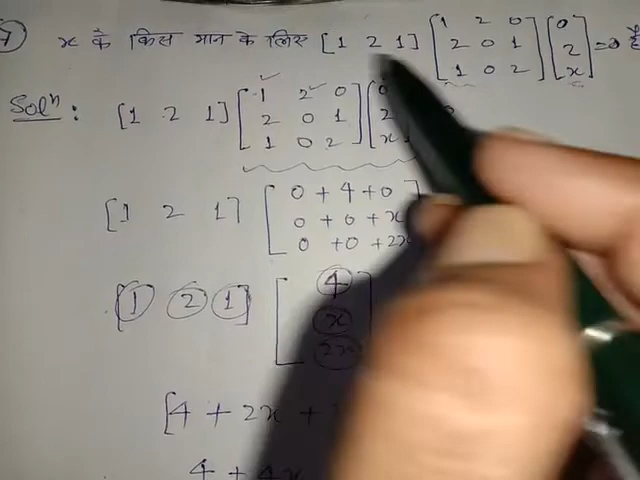 7) x के किस मान के लिए [1 2 1] [1 2 0 / 2 0 1 / 1 0 2] [0 / 2 / x] = 0
Solⁿ : [1 2 1] [1 2 0 / 2 0 1 / 1 0 2]
[1 2 1] [0 + 4 + 0 / 0 + 0 + x / 0 + 0 + 2x]
[1 2 1] [4 / x / 2x]
[4 + 2x +
4 + 4x